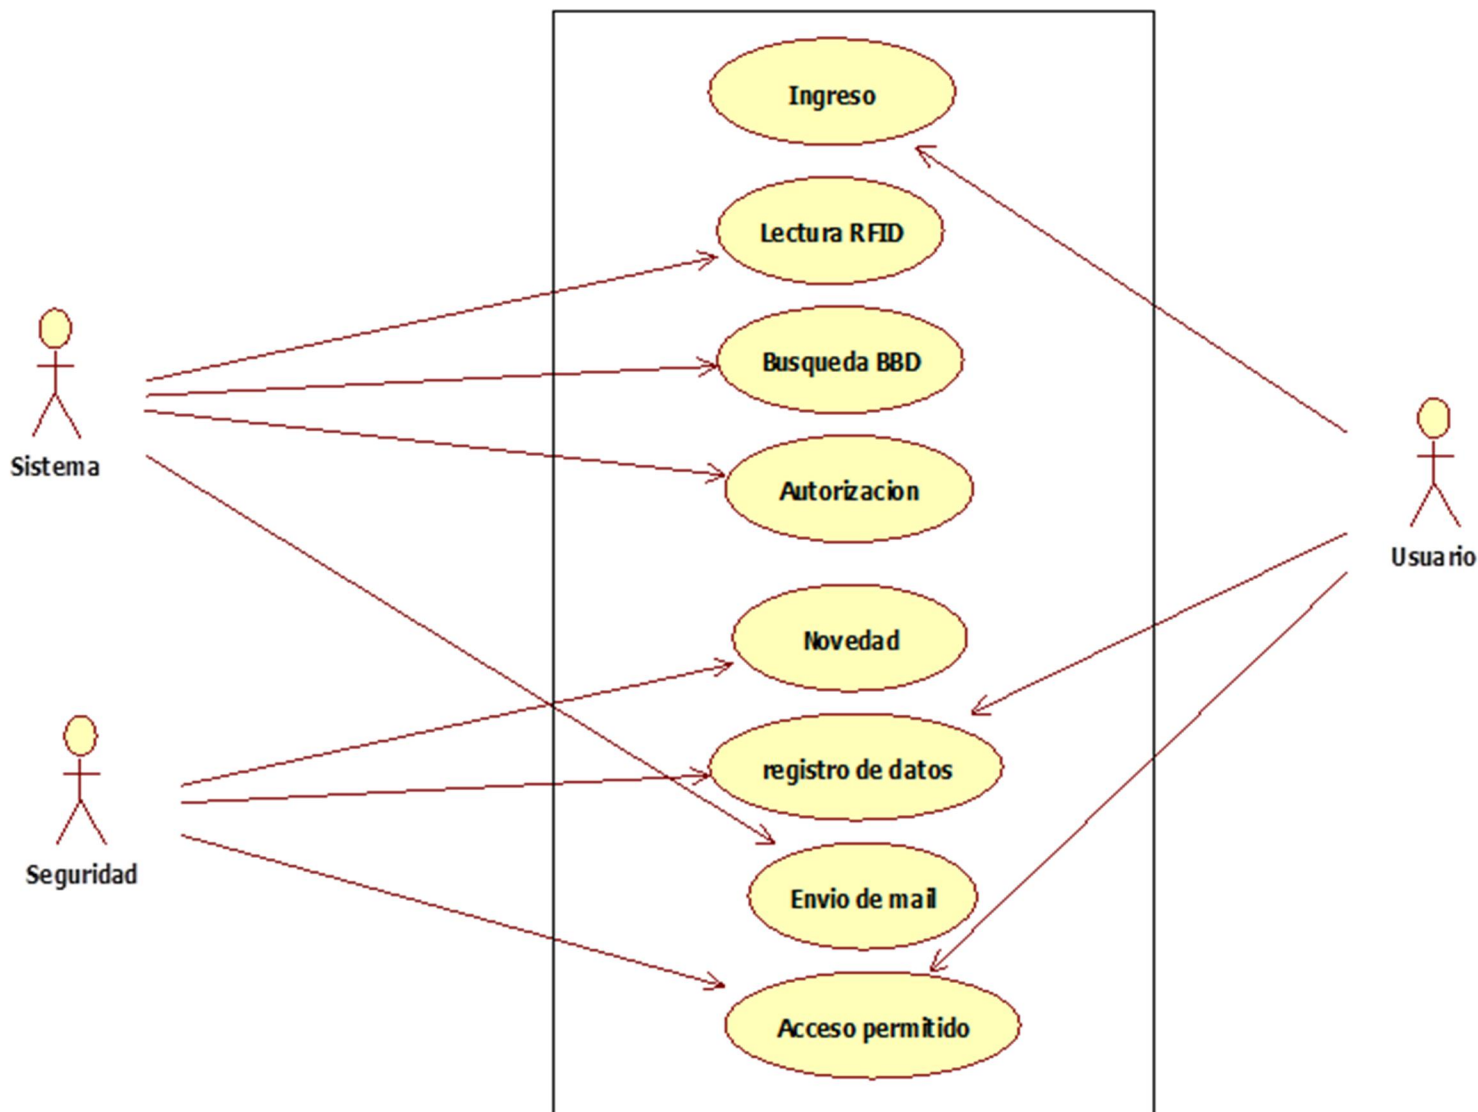 Ingreso
Lectura RFID
Busqueda BBD
Sistema
Autorizacion
Usuario
Novedad
registro de datos
Seguridad
Envio de mail
Acceso permitido